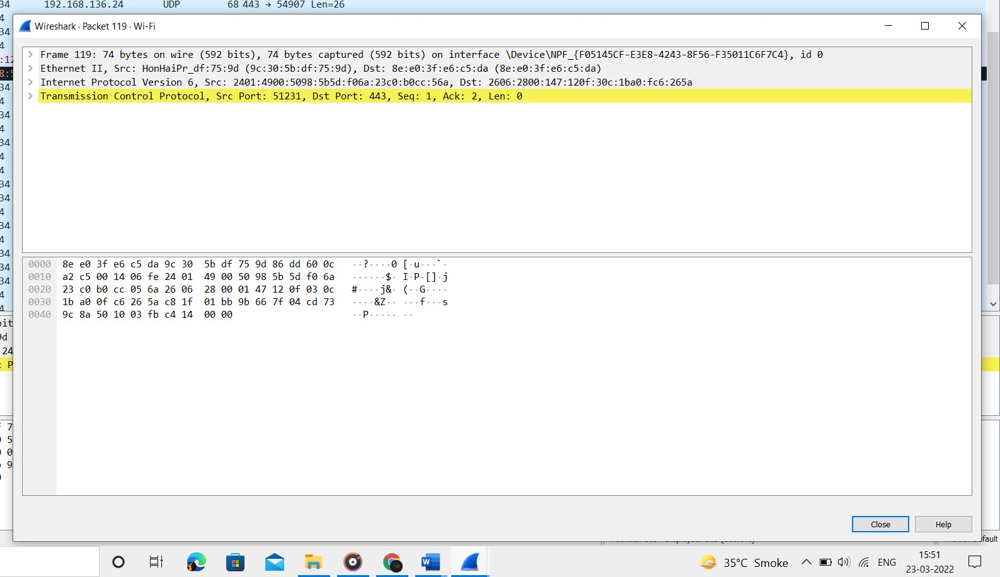 34 192.168.136.24 UDP 68 443 → 54907 Len=26
Wireshark · Packet 119 · Wi-Fi
Frame 119: 74 bytes on wire (592 bits), 74 bytes captured (592 bits) on interface \Device\NPF_{F05145CF-E3E8-4243-8F56-F35011C6F7C4}, id 0
Ethernet II, Src: HonHaiPr_df:75:9d (9c:30:5b:df:75:9d), Dst: 8e:e0:3f:e6:c5:da (8e:e0:3f:e6:c5:da)
Internet Protocol Version 6, Src: 2401:4900:5098:5b5d:f06a:23c0:b0cc:56a, Dst: 2606:2800:147:120f:30c:1ba0:fc6:265a
Transmission Control Protocol, Src Port: 51231, Dst Port: 443, Seq: 1, Ack: 2, Len: 0
0000 8e e0 3f e6 c5 da 9c 30 5b df 75 9d 86 dd 60 0c ··?····0 [·u···`·
0010 a2 c5 00 14 06 fe 24 01 49 00 50 98 5b 5d f0 6a ······$· I·P·[]·j
0020 23 c0 b0 cc 05 6a 26 06 28 00 01 47 12 0f 03 0c #····j&· (··G····
0030 1b a0 0f c6 26 5a c8 1f 01 bb 9b 66 7f 04 cd 73 ····&Z·· ···f···s
0040 9c 8a 50 10 03 fb c4 14 00 00 ··P····· ··
Close Help
35°C Smoke ENG
15:51
23-03-2022